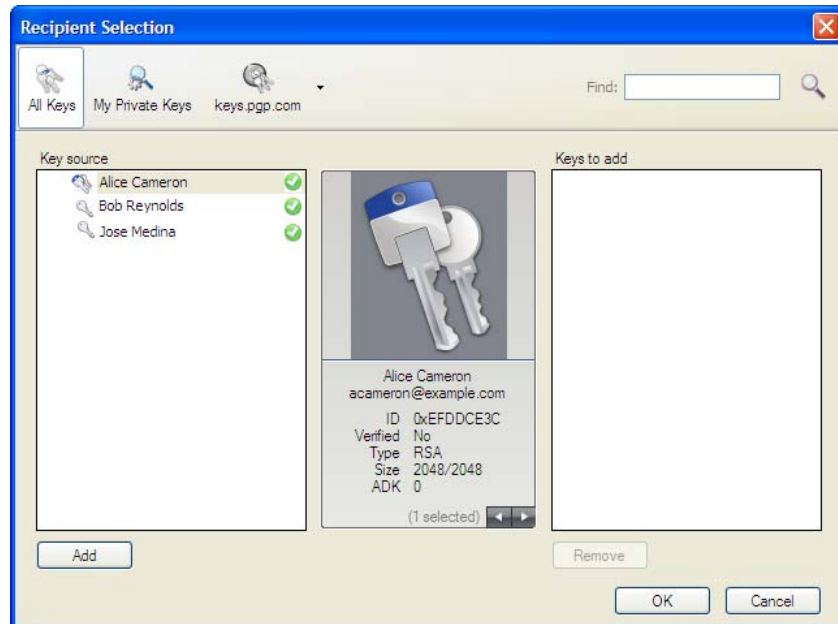 Recipient Selection
All Keys
My Private Keys
keys.pgp.com
Find:
Key source
Alice Cameron
Bob Reynolds
Jose Medina
Add
Alice Cameron
acameron@example.com
ID 0xEFDDCE3C
Verified No
Type RSA
Size 2048/2048
ADK 0
(1 selected)
Keys to add
Remove
OK
Cancel